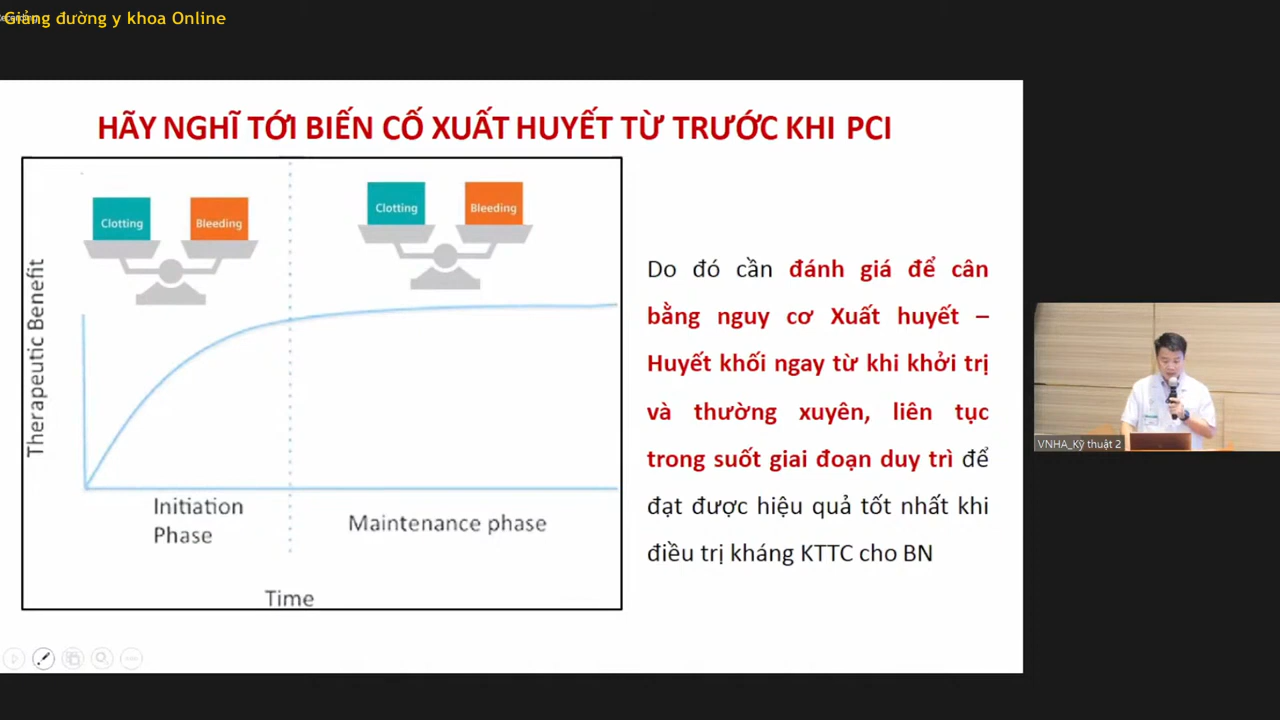 Giảng đường y khoa Online
HÃY NGHĨ TỚI BIẾN CỐ XUẤT HUYẾT TỪ TRƯỚC KHI PCI
Clotting
Bleeding
Clotting
Bleeding
Therapeutic Benefit
Initiation
Phase
Maintenance phase
Time
Do đó cần đánh giá để cân
bằng nguy cơ Xuất huyết –
Huyết khối ngay từ khi khởi trị
và thường xuyên, liên tục
trong suốt giai đoạn duy trì để
đạt được hiệu quả tốt nhất khi
điều trị kháng KTTC cho BN
VNHA_Kỹ thuật 2